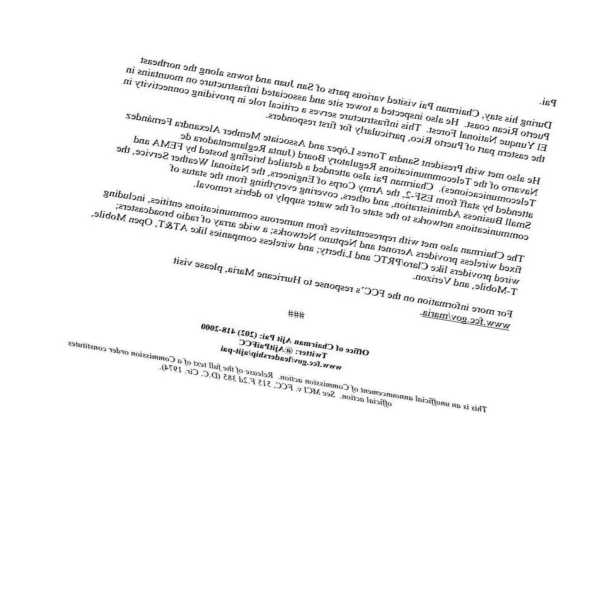 Pai.
During his stay, Chairman Pai visited various parts of San Juan and towns along the northeast
Puerto Rican coast.  He also inspected a tower site and associated infrastructure on mountains in
El Yunque National Forest.  This infrastructure serves a critical role in providing connectivity in
the eastern part of Puerto Rico, particularly for first responders.
He also met with President Sandra Torres López and Associate Member Alexandra Fernández
Navarro of the Telecommunications Regulatory Board (Junta Reglamentadora de
Telecomunicaciones).  Chairman Pai also attended a detailed briefing hosted by FEMA and
attended by staff from ESF-2, the Army Corps of Engineers, the National Weather Service, the
Small Business Administration, and others, covering everything from the status of
communications networks to the state of the water supply to debris removal.
The Chairman also met with representatives from numerous communications entities, including
fixed wireless providers Aeronet and Neptuno Networks; a wide array of radio broadcasters;
wired providers like Claro/PRTC and Liberty; and wireless companies like AT&T, Open Mobile,
T-Mobile, and Verizon.
For more information on the FCC's response to Hurricane Maria, please visit
www.fcc.gov/maria.
###
Office of Chairman Ajit Pai: (202) 418-2000
Twitter: @AjitPaiFCC
www.fcc.gov/leadership/ajit-pai
This is an unofficial announcement of Commission action.  Release of the full text of a Commission order constitutes
official action.  See MCI v. FCC, 515 F.2d 385 (D.C. Cir. 1974).